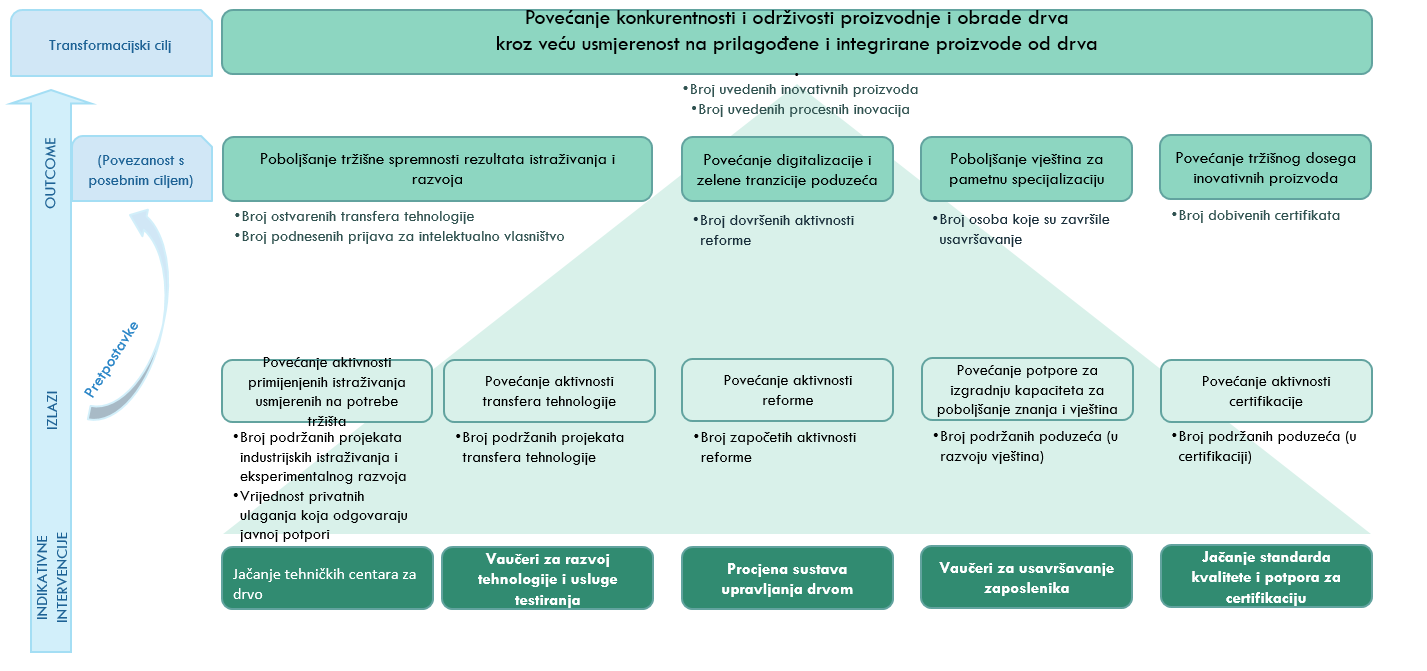 Transformacijski cilj
Povećanje konkurentnosti i održivosti proizvodnje i obrade drva
kroz veću usmjerenost na prilagođene i integrirane proizvode od drva
•Broj uvedenih inovativnih proizvoda
•Broj uvedenih procesnih inovacija
OUTCOME
(Povezanost s
posebnim ciljem)
Poboljšanje tržišne spremnosti rezultata istraživanja i
razvoja
•Broj ostvarenih transfera tehnologije
•Broj podnesenih prijava za intelektualno vlasništvo
Povećanje digitalizacije i
zelene tranzicije poduzeća
•Broj dovršenih aktivnosti
reforme
Poboljšanje vještina za
pametnu specijalizaciju
•Broj osoba koje su završile
usavršavanje
Povećanje tržišnog dosega
inovativnih proizvoda
•Broj dobivenih certifikata
Pretpostavke
IZLAZI
Povećanje aktivnosti
primijenjenih istraživanja
usmjerenih na potrebe
tržišta
•Broj podržanih projekata
industrijskih istraživanja i
eksperimentalnog razvoja
•Vrijednost privatnih
ulaganja koja odgovaraju
javnoj potpori
Povećanje aktivnosti
transfera tehnologije
•Broj podržanih projekata
transfera tehnologije
Povećanje aktivnosti
reforme
•Broj započetih aktivnosti
reforme
Povećanje potpore za
izgradnju kapaciteta za
poboljšanje znanja i vještina
•Broj podržanih poduzeća (u
razvoju vještina)
Povećanje aktivnosti
certifikacije
•Broj podržanih poduzeća (u
certifikaciji)
INDIKATIVNE
INTERVENCIJE
Jačanje tehničkih centara za
drvo
Vaučeri za razvoj
tehnologije i usluge
testiranja
Procjena sustava
upravljanja drvom
Vaučeri za usavršavanje
zaposlenika
Jačanje standarda
kvalitete i potpora za
certifikaciju